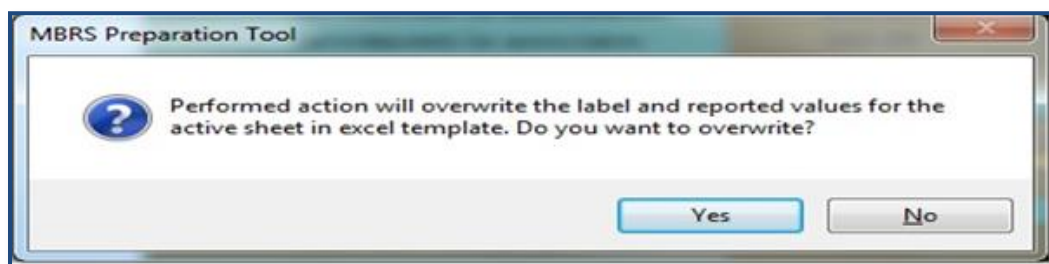 MBRS Preparation Tool
Performed action will overwrite the label and reported values for the
active sheet in excel template. Do you want to overwrite?
Yes
No